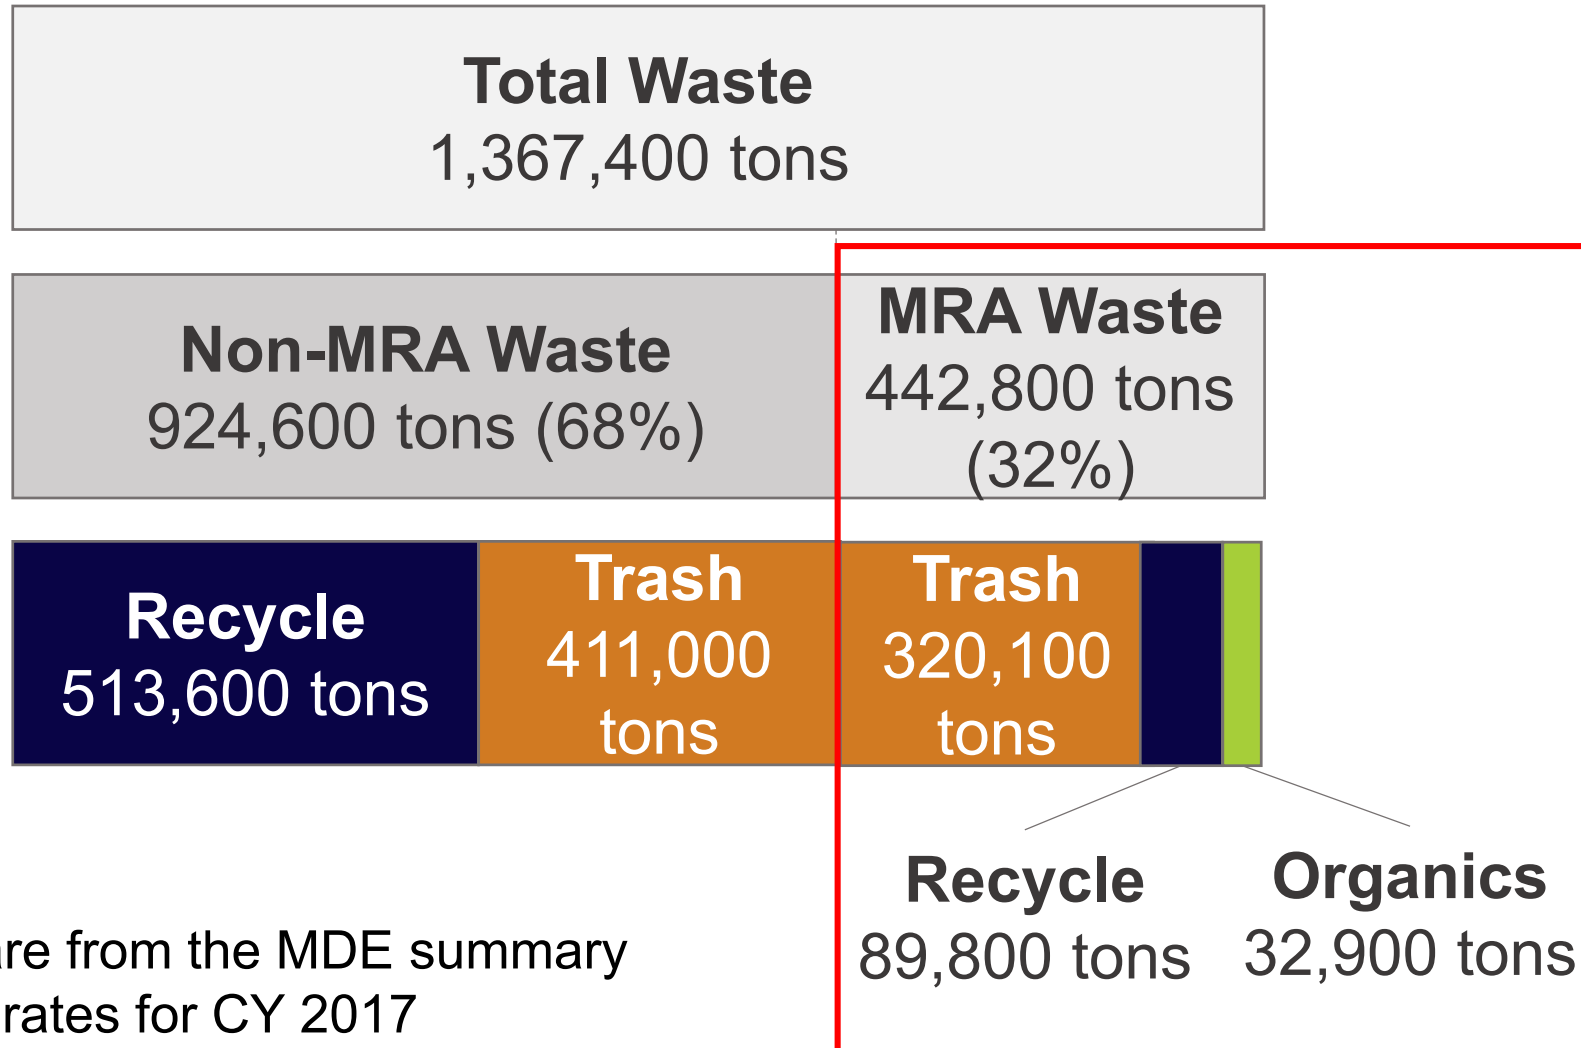 Total Waste
1,367,400 tons
Non-MRA Waste
924,600 tons (68%)
MRA Waste
442,800 tons
(32%)
Recycle
513,600 tons
Trash
411,000
tons
Trash
320,100
tons
Recycle
89,800 tons
Organics
32,900 tons
are from the MDE summary
rates for CY 2017